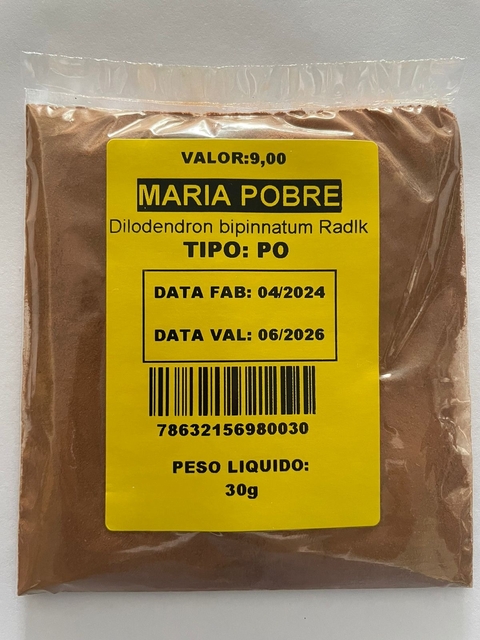 VALOR:9,00
MARIA POBRE
Dilodendron bipinnatum Radlk
TIPO: PO
DATA FAB: 04/2024
DATA VAL: 06/2026
78632156980030
PESO LIQUIDO:
30g